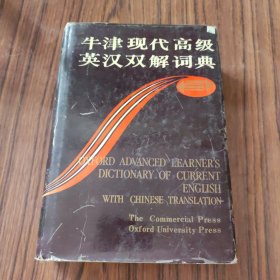 牛津现代高级
英汉双解词典
OXFORD ADVANCED LEARNER'S
DICTIONARY OF CURRENT
ENGLISH
WITH CHINESE TRANSLATION
The Commercial Press
Oxford University Press